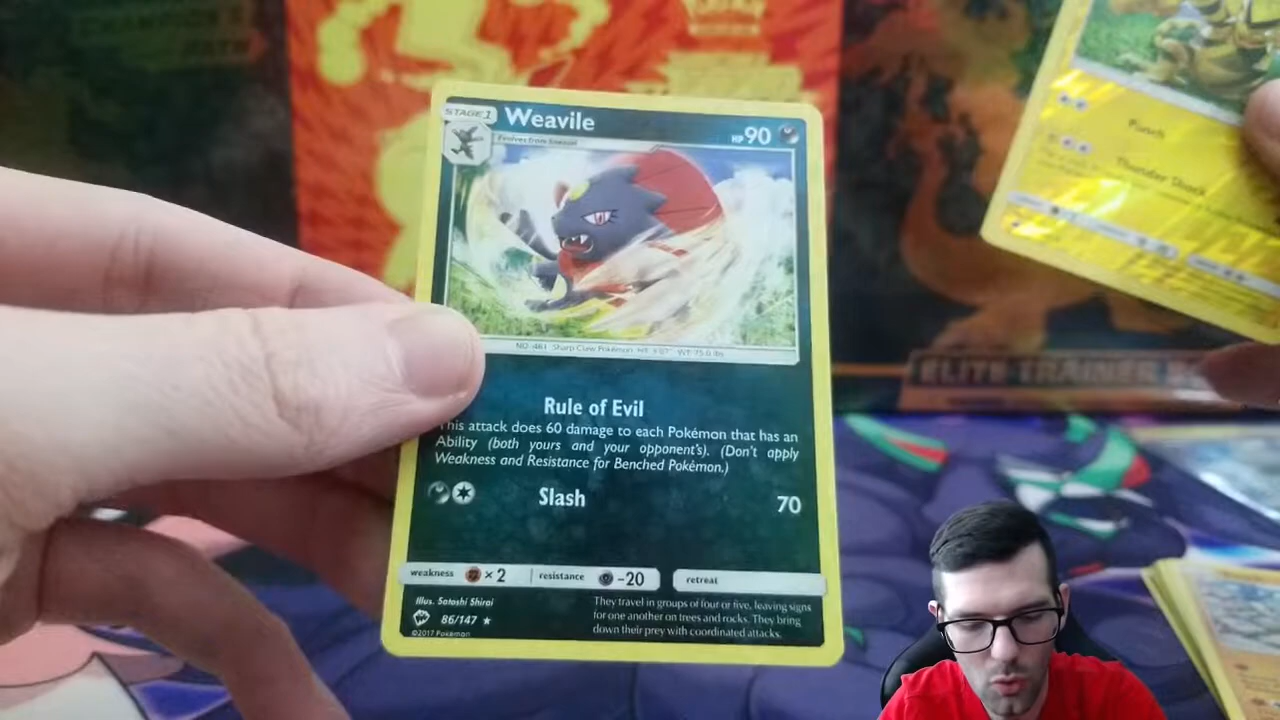 STAGE 1
Weavile
HP 90
Evolves from Sneasel
NO. 461 Sharp Claw Pokémon HT: 3'07" WT: 75.0 lbs
Rule of Evil
This attack does 60 damage to each Pokémon that has an
Ability (both yours and your opponent's). (Don't apply
Weakness and Resistance for Benched Pokémon.)
Slash 70
weakness ×2 resistance -20 retreat
Illus. Satoshi Shirai
86/147
©2017 Pokémon
They travel in groups of four or five, leaving signs
for one another on trees and rocks. They bring
down their prey with coordinated attacks.
Punch
Thunder Shock
ELITE TRAINER